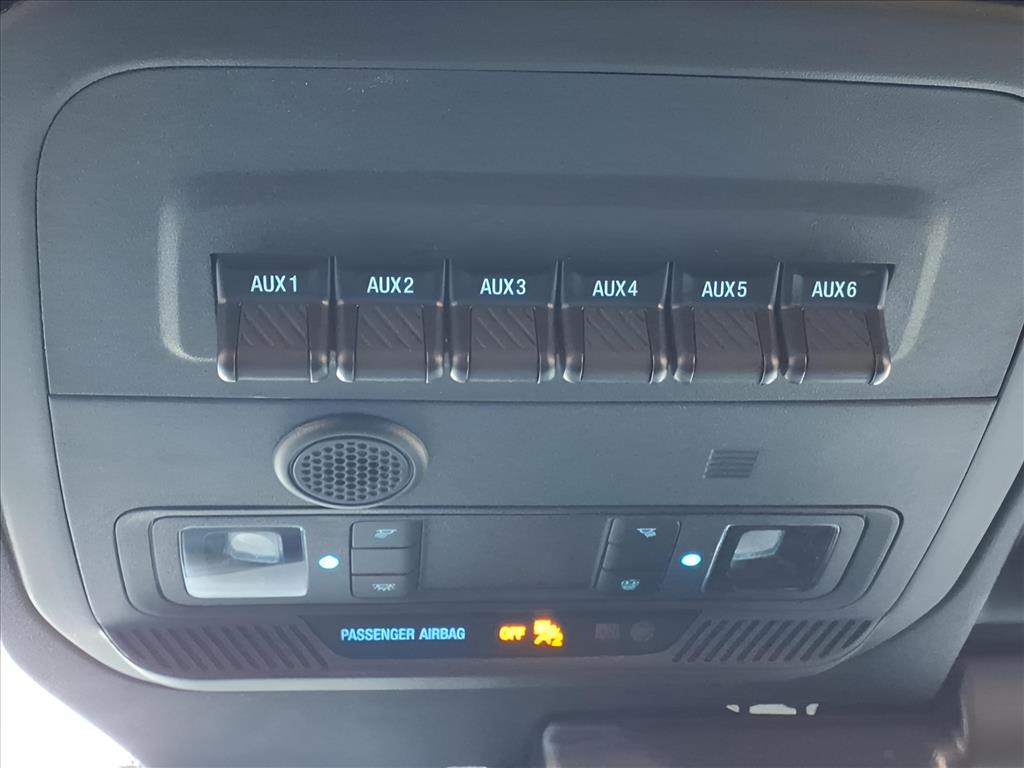 AUX1 AUX2 AUX3 AUX4 AUX5 AUX6
PASSENGER AIRBAG OFF